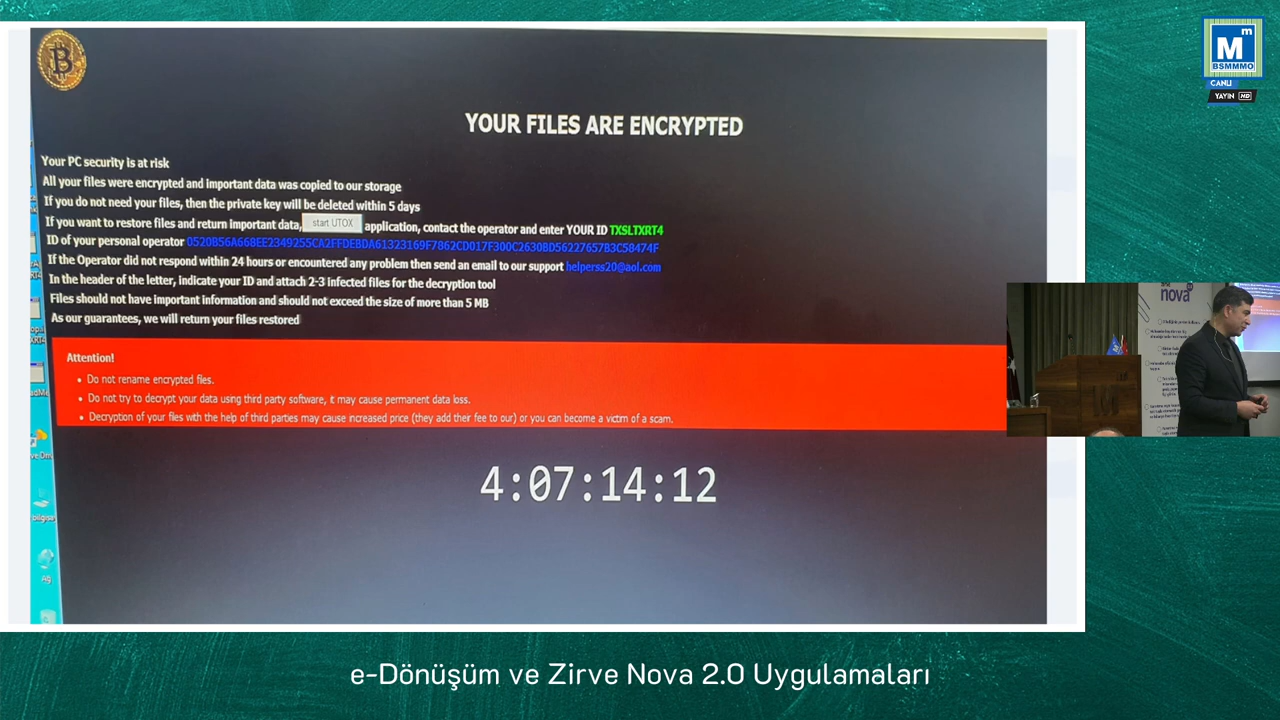 YOUR FILES ARE ENCRYPTED
Your PC security is at risk
All your files were encrypted and important data was copied to our storage
If you do not need your files, then the private key will be deleted within 5 days
If you want to restore files and return important data, start UTOX application, contact the operator and enter YOUR ID TXSLTXRT4
ID of your personal operator 0520B56A668EE2349255CA2FFDEBDA61323169F7862CD017F300C2630BD56227657B3C58474F
If the Operator did not respond within 24 hours or encountered any problem then send an email to our support helperss20@aol.com
In the header of the letter, indicate your ID and attach 2-3 infected files for the decryption tool
Files should not have important information and should not exceed the size of more than 5 MB
As our guarantees, we will return your files restored
Attention!
• Do not rename encrypted files.
• Do not try to decrypt your data using third party software, it may cause permanent data loss.
• Decryption of your files with the help of third parties may cause increased price (they add their fee to our) or you can become a victim of a scam.
4:07:14:12
bilgisa
Ağ
Mm
BSMMMO
CANLI
YAYIN HD
nova
e-Dönüşüm ve Zirve Nova 2.0 Uygulamaları